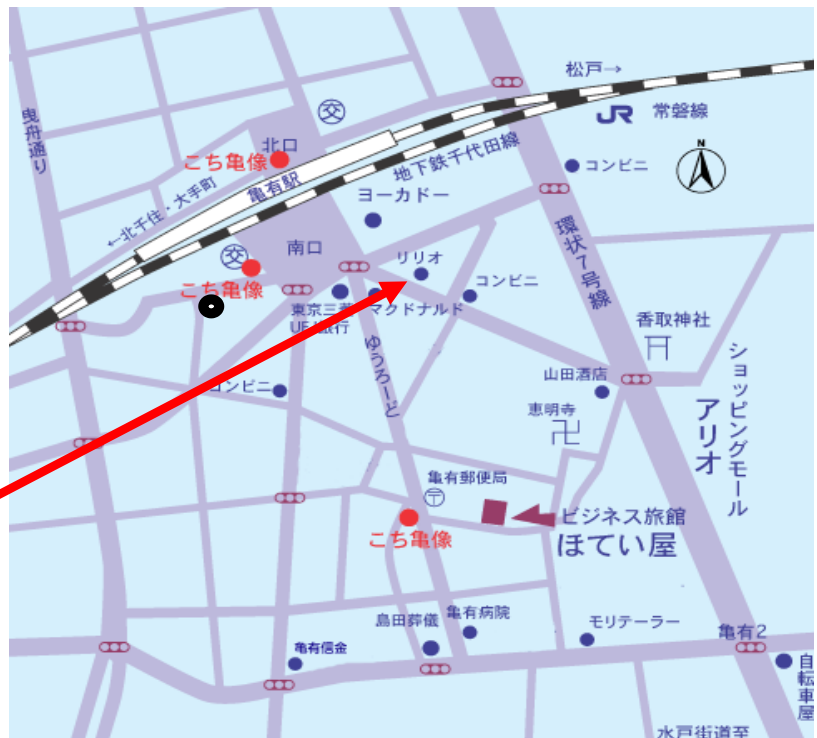 松戸→
JR 常磐線
曳舟通り
交
北口
こち亀像
亀有駅
地下鉄千代田線
コンビニ
N
←北千住・大手町
ヨーカドー
環状7号線
南口
交
リリオ
コンビニ
こち亀像
東京三菱
UFJ銀行
マクドナルド
香取神社
ゆうろーど
山田酒店
ショッピングモール
アリオ
コンビニ
恵明寺
亀有郵便局
〒
ビジネス旅館
ほてい屋
こち亀像
島田葬儀
亀有病院
モリテーラー
亀有2
亀有信金
自転車屋
水戸街道至